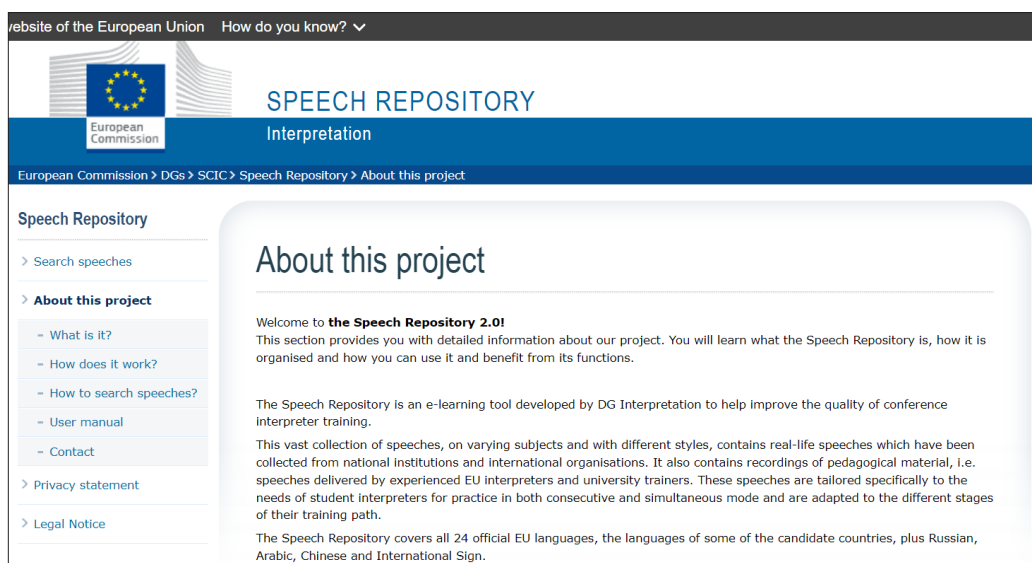 website of the European Union How do you know?
European
Commission
SPEECH REPOSITORY
Interpretation
European Commission > DGs > SCIC > Speech Repository > About this project
Speech Repository
> Search speeches
> About this project
– What is it?
– How does it work?
– How to search speeches?
– User manual
– Contact
> Privacy statement
> Legal Notice
About this project
Welcome to the Speech Repository 2.0!
This section provides you with detailed information about our project. You will learn what the Speech Repository is, how it is
organised and how you can use it and benefit from its functions.
The Speech Repository is an e-learning tool developed by DG Interpretation to help improve the quality of conference
interpreter training.
This vast collection of speeches, on varying subjects and with different styles, contains real-life speeches which have been
collected from national institutions and international organisations. It also contains recordings of pedagogical material, i.e.
speeches delivered by experienced EU interpreters and university trainers. These speeches are tailored specifically to the
needs of student interpreters for practice in both consecutive and simultaneous mode and are adapted to the different stages
of their training path.
The Speech Repository covers all 24 official EU languages, the languages of some of the candidate countries, plus Russian,
Arabic, Chinese and International Sign.